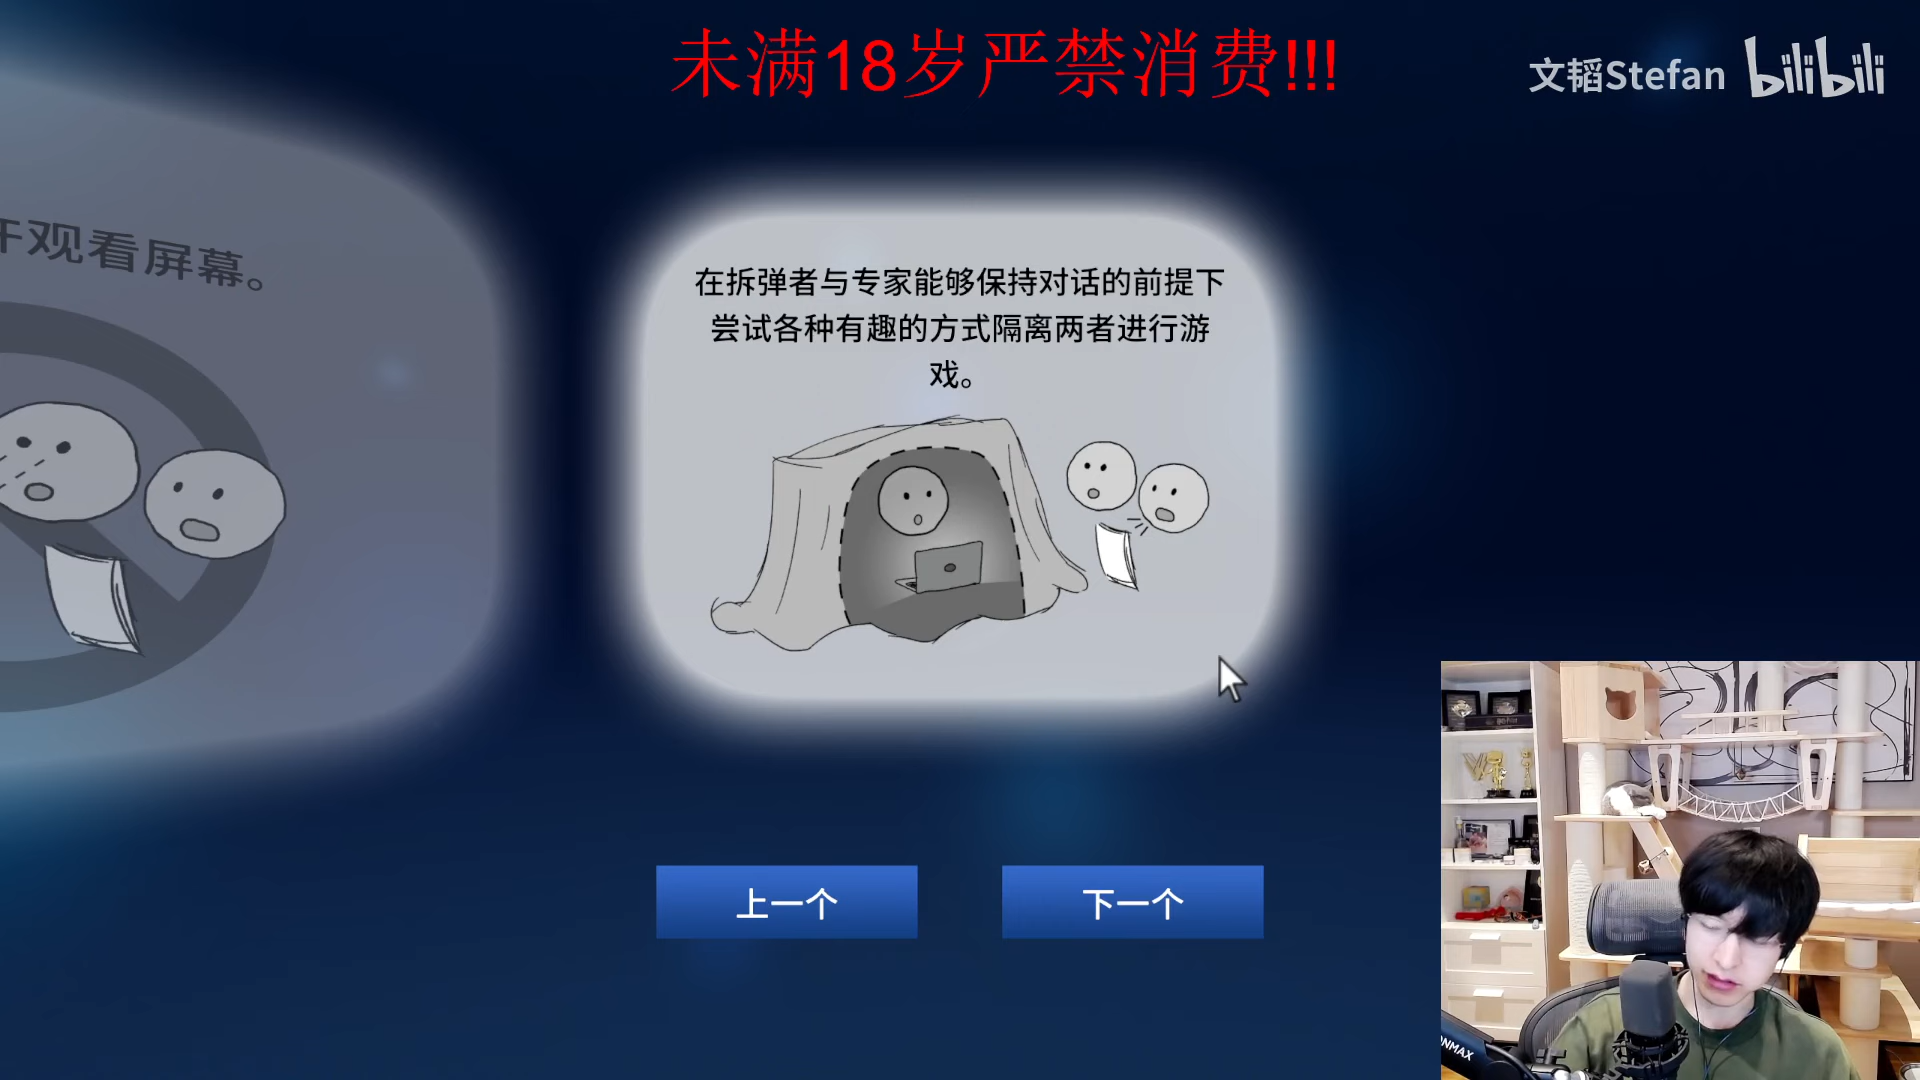 未满18岁严禁消费!!!
文韬Stefan bilibili
观看屏幕。
在拆弹者与专家能够保持对话的前提下
尝试各种有趣的方式隔离两者进行游
戏。
上一个
下一个
NMAX